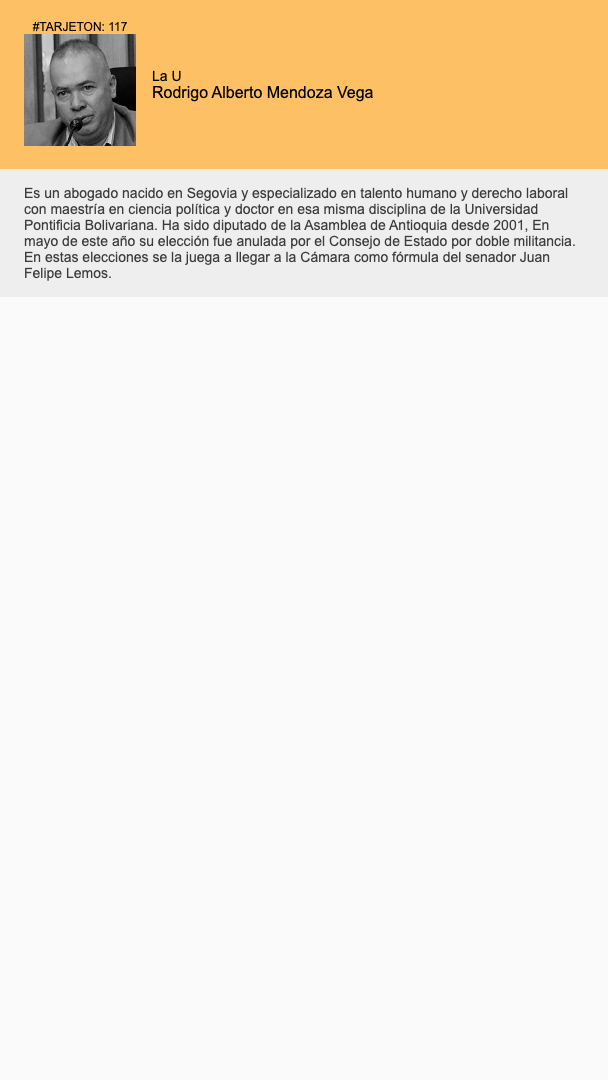 #TARJETON: 117
La U
Rodrigo Alberto Mendoza Vega
Es un abogado nacido en Segovia y especializado en talento humano y derecho laboral
con maestría en ciencia política y doctor en esa misma disciplina de la Universidad
Pontificia Bolivariana. Ha sido diputado de la Asamblea de Antioquia desde 2001, En
mayo de este año su elección fue anulada por el Consejo de Estado por doble militancia.
En estas elecciones se la juega a llegar a la Cámara como fórmula del senador Juan
Felipe Lemos.